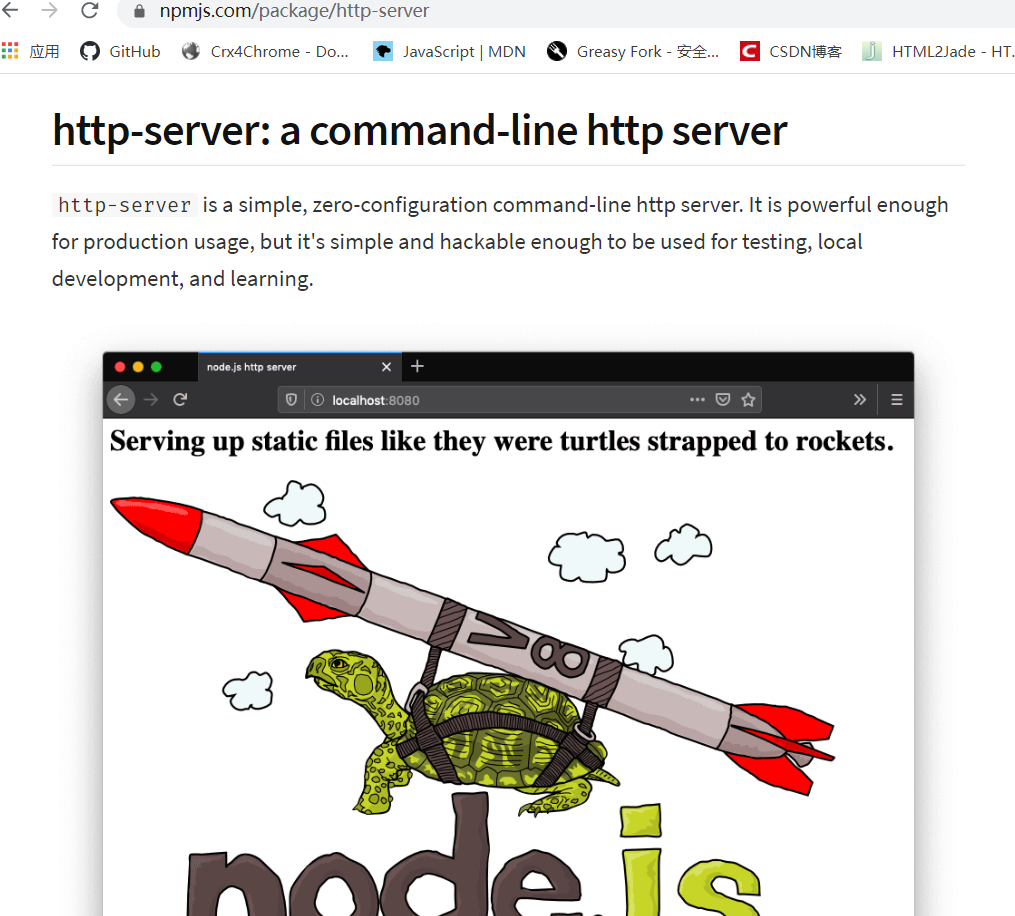 npmjs.com/package/http-server
应用 GitHub Crx4Chrome - Do... JavaScript | MDN Greasy Fork - 安全... CSDN博客 HTML2Jade - HT.
http-server: a command-line http server
http-server is a simple, zero-configuration command-line http server. It is powerful enough
for production usage, but it's simple and hackable enough to be used for testing, local
development, and learning.
node.js http server
localhost:8080
Serving up static files like they were turtles strapped to rockets.
V8
node.js